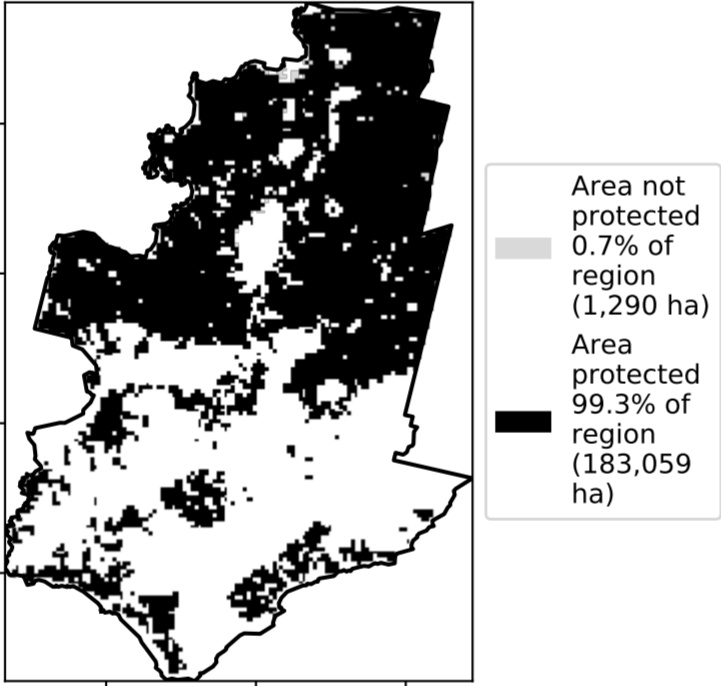 Area not
protected
0.7% of
region
(1,290 ha)
Area
protected
99.3% of
region
(183,059
ha)